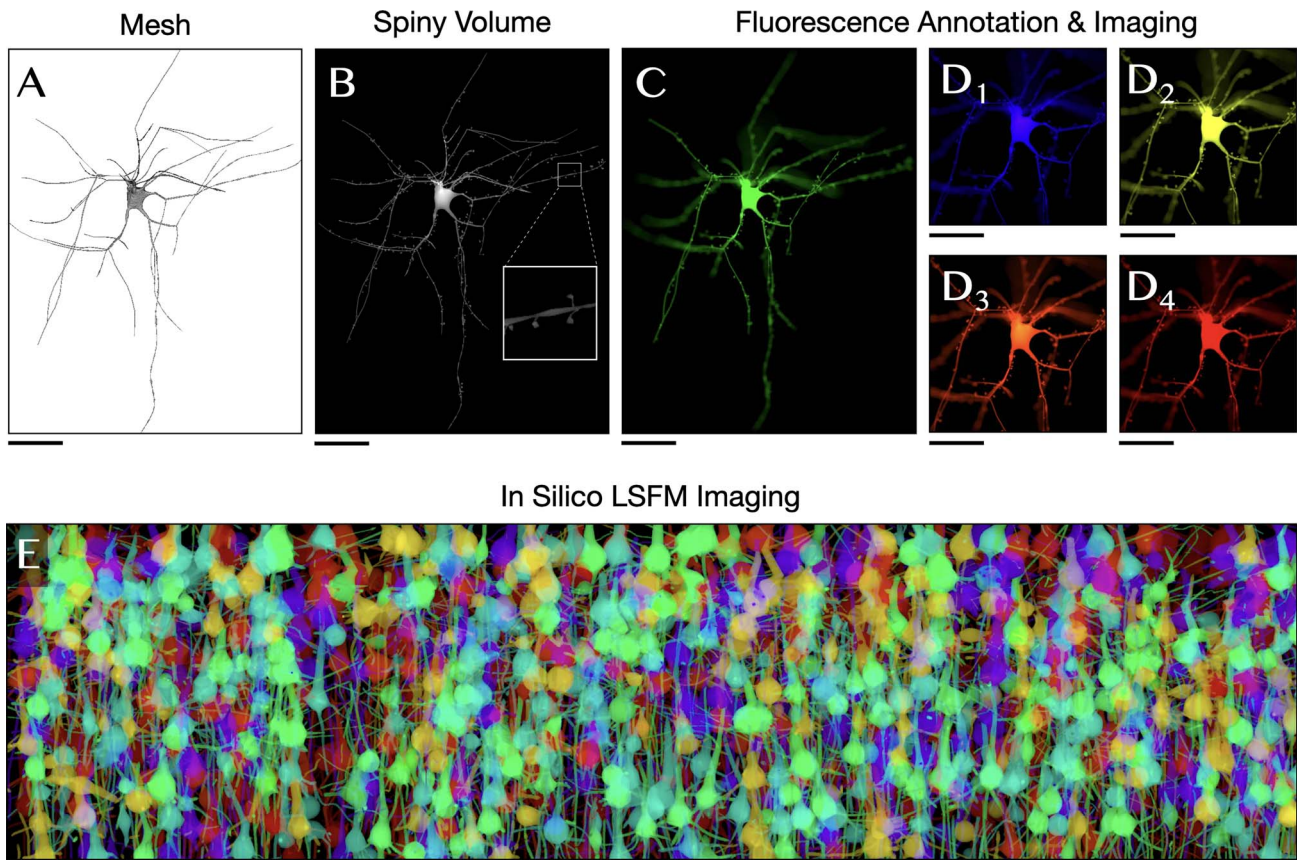 Mesh
Spiny Volume
Fluorescence Annotation & Imaging
A
B
C
D1
D2
D3
D4
In Silico LSFM Imaging
E